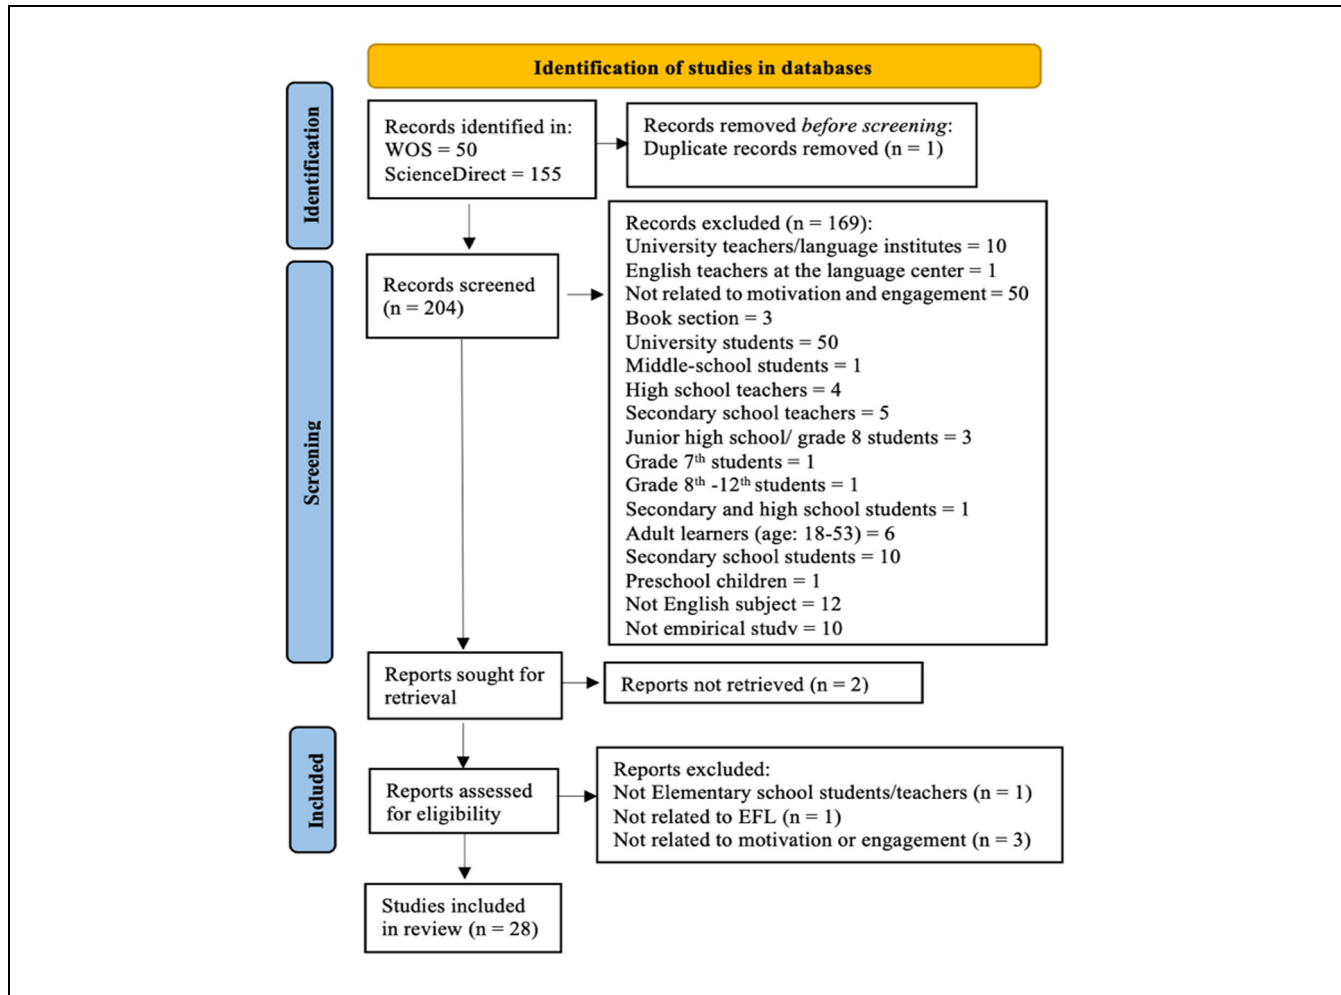 Identification of studies in databases
Identification
Records identified in:
WOS = 50
ScienceDirect = 155
Records removed before screening:
Duplicate records removed (n = 1)
Screening
Records screened
(n = 204)
Records excluded (n = 169):
University teachers/language institutes = 10
English teachers at the language center = 1
Not related to motivation and engagement = 50
Book section = 3
University students = 50
Middle-school students = 1
High school teachers = 4
Secondary school teachers = 5
Junior high school/ grade 8 students = 3
Grade 7th students = 1
Grade 8th -12th students = 1
Secondary and high school students = 1
Adult learners (age: 18-53) = 6
Secondary school students = 10
Preschool children = 1
Not English subject = 12
Not empirical study = 10
Reports sought for
retrieval
Reports not retrieved (n = 2)
Included
Reports assessed
for eligibility
Reports excluded:
Not Elementary school students/teachers (n = 1)
Not related to EFL (n = 1)
Not related to motivation or engagement (n = 3)
Studies included
in review (n = 28)